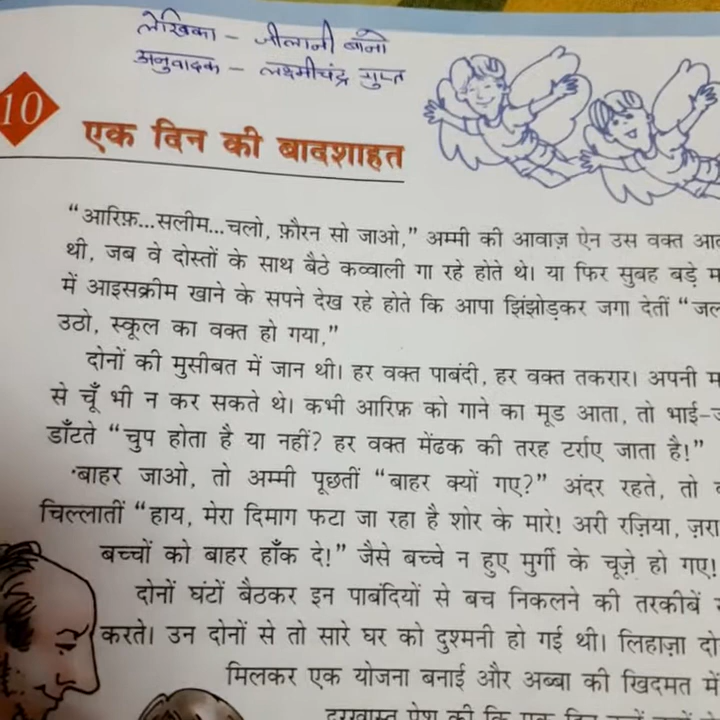 लेखिका – जीलानी बानो
अनुवादक – लक्ष्मीचंद्र गुप्त
10
एक दिन की बादशाहत
“आरिफ़...सलीम...चलो, फ़ौरन सो जाओ,” अम्मी की आवाज़ ऐन उस वक्त
थी, जब वे दोस्तों के साथ बैठे कव्वाली गा रहे होते थे। या फिर सुबह बड़े
में आइसक्रीम खाने के सपने देख रहे होते कि आपा झिंझोड़कर जगा देतीं
उठो, स्कूल का वक्त हो गया,”
दोनों की मुसीबत में जान थी। हर वक्त पाबंदी, हर वक्त तकरार। अपनी
से चूँ भी न कर सकते थे। कभी आरिफ़ को गाने का मूड आता, तो
डाँटते “चुप होता है या नहीं? हर वक्त मेंढक की तरह टर्राए जाता है!”
बाहर जाओ, तो अम्मी पूछतीं “बाहर क्यों गए?” अंदर रहते, तो
चिल्लातीं “हाय, मेरा दिमाग फटा जा रहा है शोर के मारे! अरी रज़िया, ज़रा
बच्चों को बाहर हाँक दे!” जैसे बच्चे न हुए मुर्गी के चूज़े हो गए!
दोनों घंटों बैठकर इन पाबंदियों से बच निकलने की तरकीबें
करते। उन दोनों से तो सारे घर को दुश्मनी हो गई थी। लिहाज़ा
मिलकर एक योजना बनाई और अब्बा की खिदमत में
दरखास्त पेश की कि एक दिन